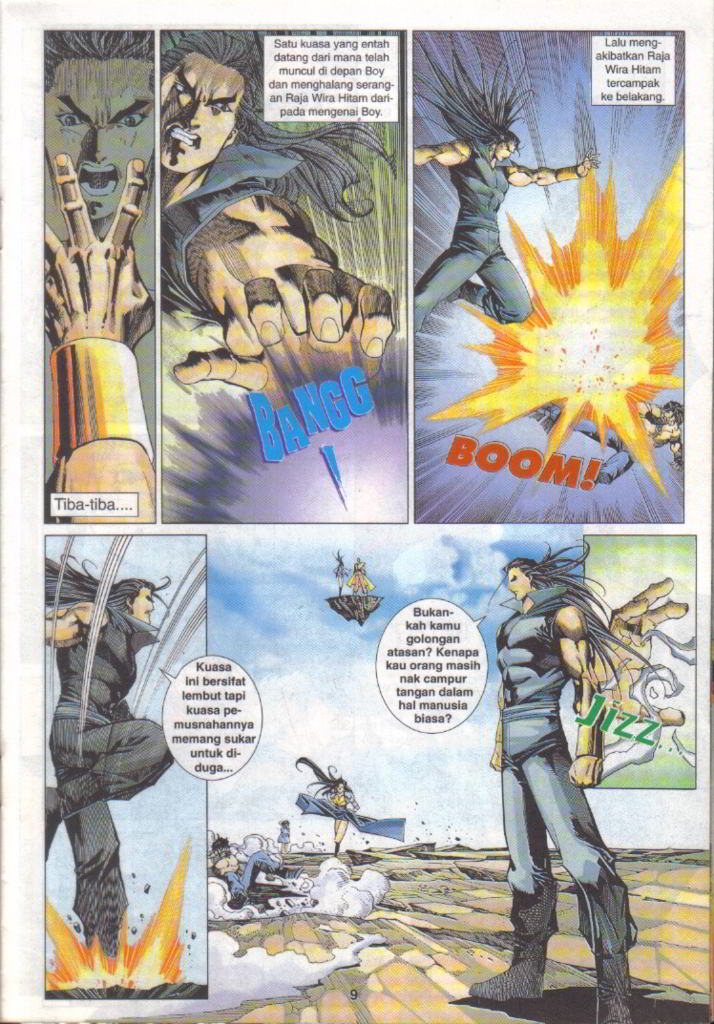 Tiba-tiba....
Satu kuasa yang entah
datang dari mana telah
muncul di depan Boy
dan menghalang serang-
an Raja Wira Hitam dari-
pada mengenai Boy.
BANGG
!
Lalu meng-
akibatkan Raja
Wira Hitam
tercampak
ke belakang.
BOOM!
Kuasa
ini bersifat
lembut tapi
kuasa pe-
musnahannya
memang sukar
untuk di-
duga...
Bukan-
kah kamu
golongan
atasan? Kenapa
kau orang masih
nak campur
tangan dalam
hal manusia
biasa?
Jizz...
9